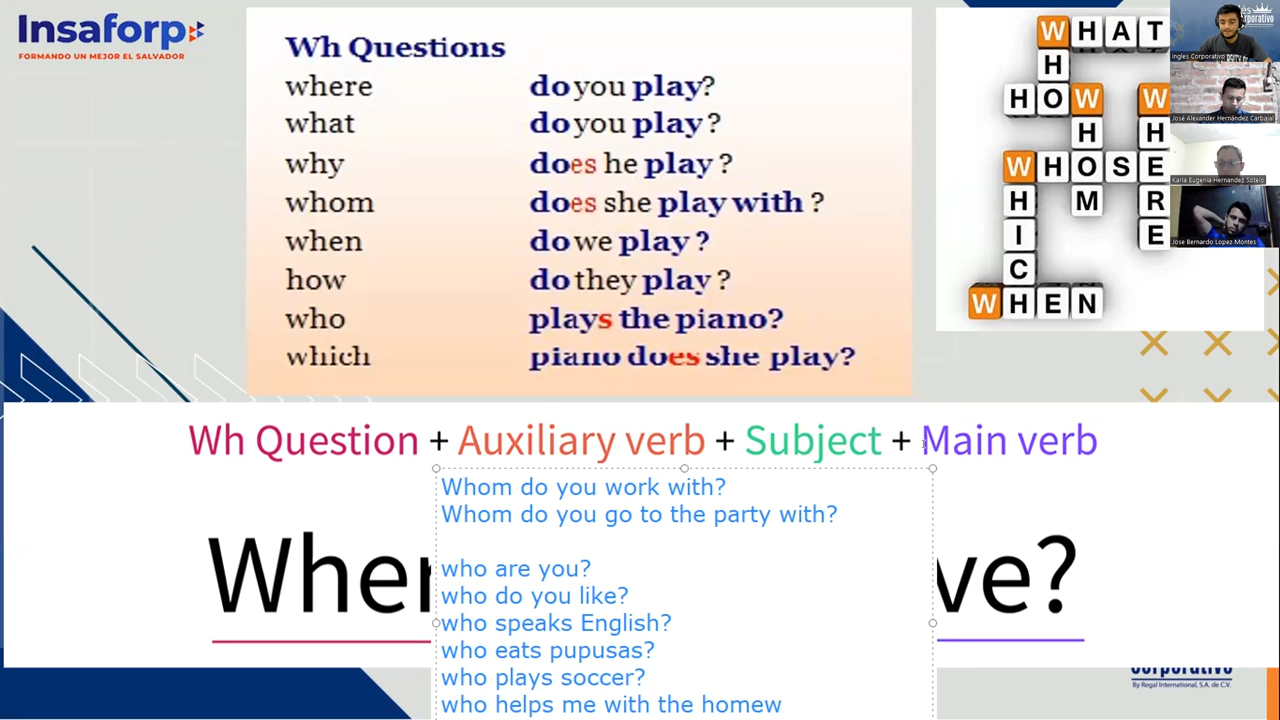 Insaforp
FORMANDO UN MEJOR EL SALVADOR
Wh Questions
where do you play?
what do you play?
why does he play ?
whom does she play with ?
when do we play ?
how do they play ?
who plays the piano?
which piano does she play?
WHAT
WHO
HOW
WHOM
WHERE
WHOSE
WHICH
WHEN
Ingles Corporativo
José Alexander Hernández Carbajal
Karla Eugenia Hernandez Sotelo
Jose Bernardo Lopez Montes
Wh Question + Auxiliary verb + Subject + Main verb
Wher
ve?
Whom do you work with?
Whom do you go to the party with?
who are you?
who do you like?
who speaks English?
who eats pupusas?
who plays soccer?
who helps me with the homew
Corporativo
By Regal International, S.A. de C.V.